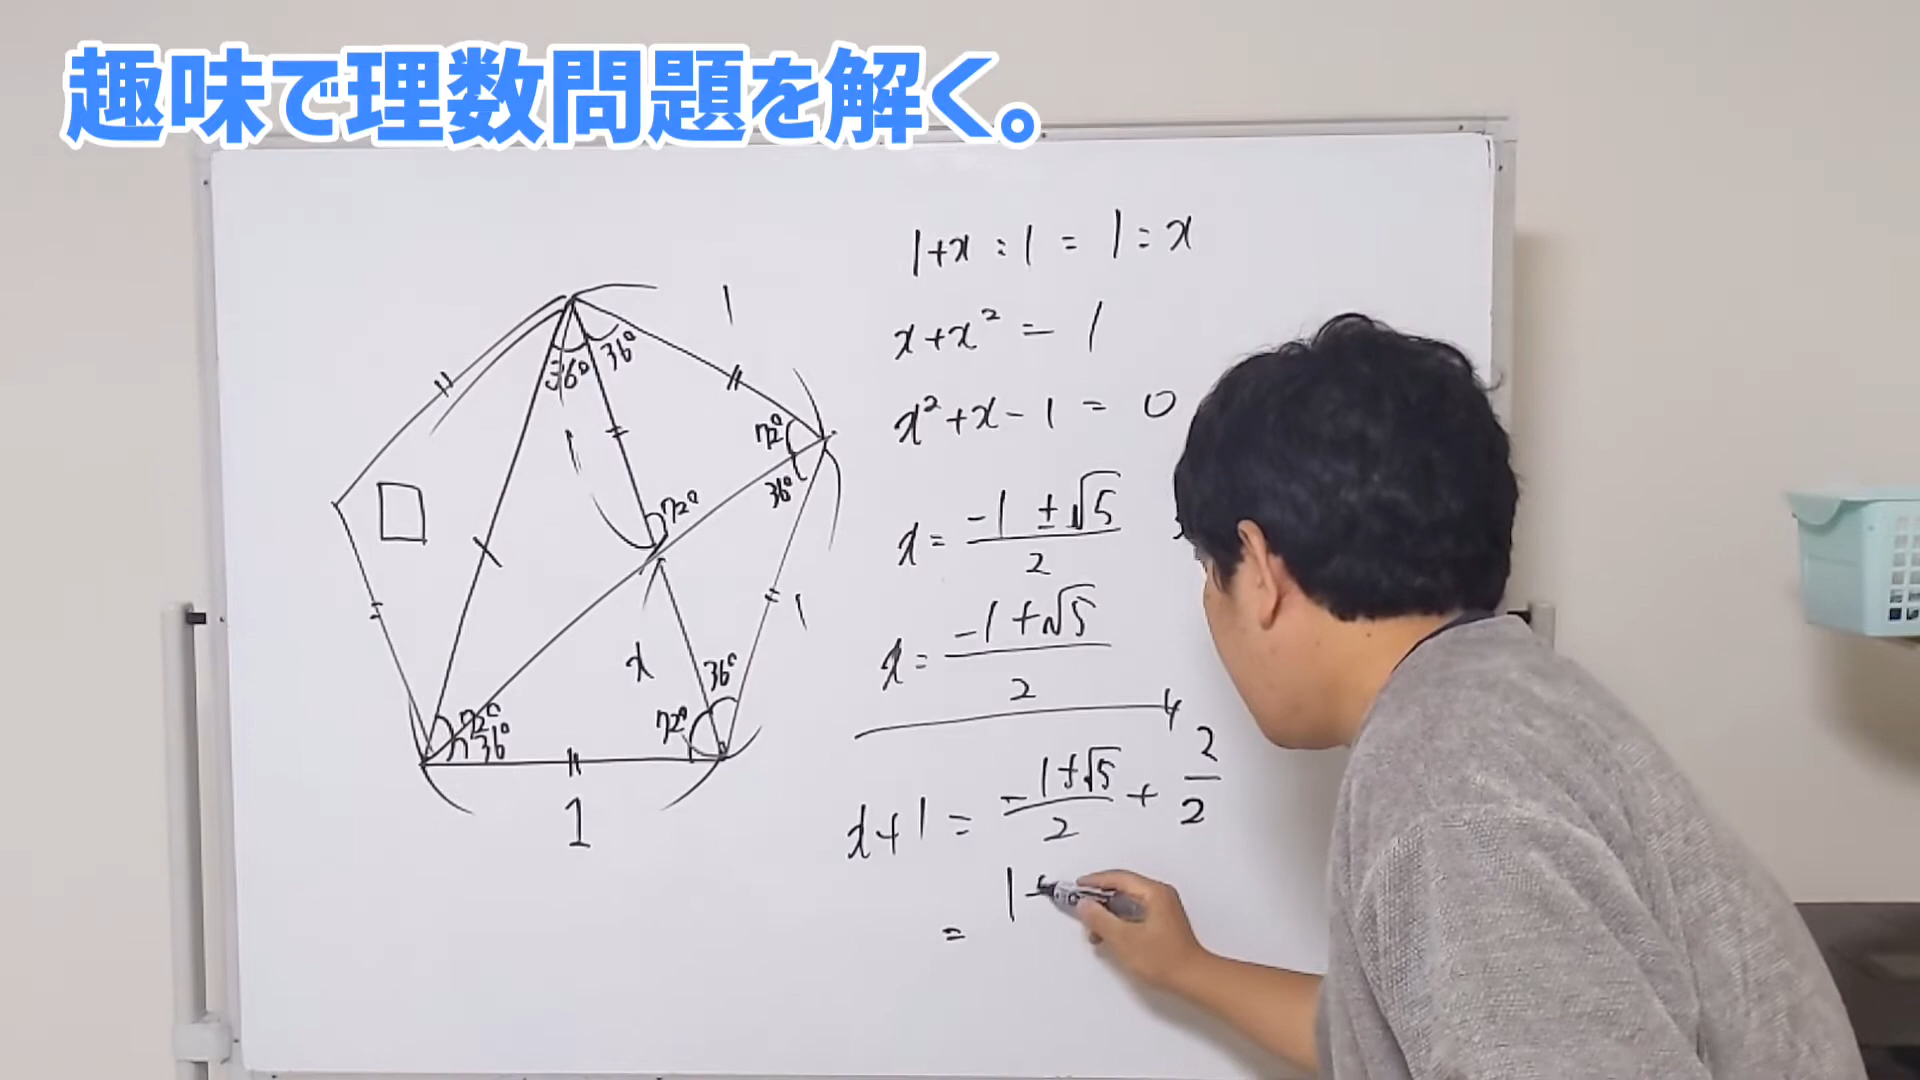 趣味で理数問題を解く。
1+x:1=1:x
x+x²=1
x²+x-1=0
x=(-1±√5)/2
x=(-1+√5)/2
x+1=(-1+√5)/2+2/2
=1+
1
36°
36°
72°
36°
1
72°
1
x
36°
72°
72°
36°
1